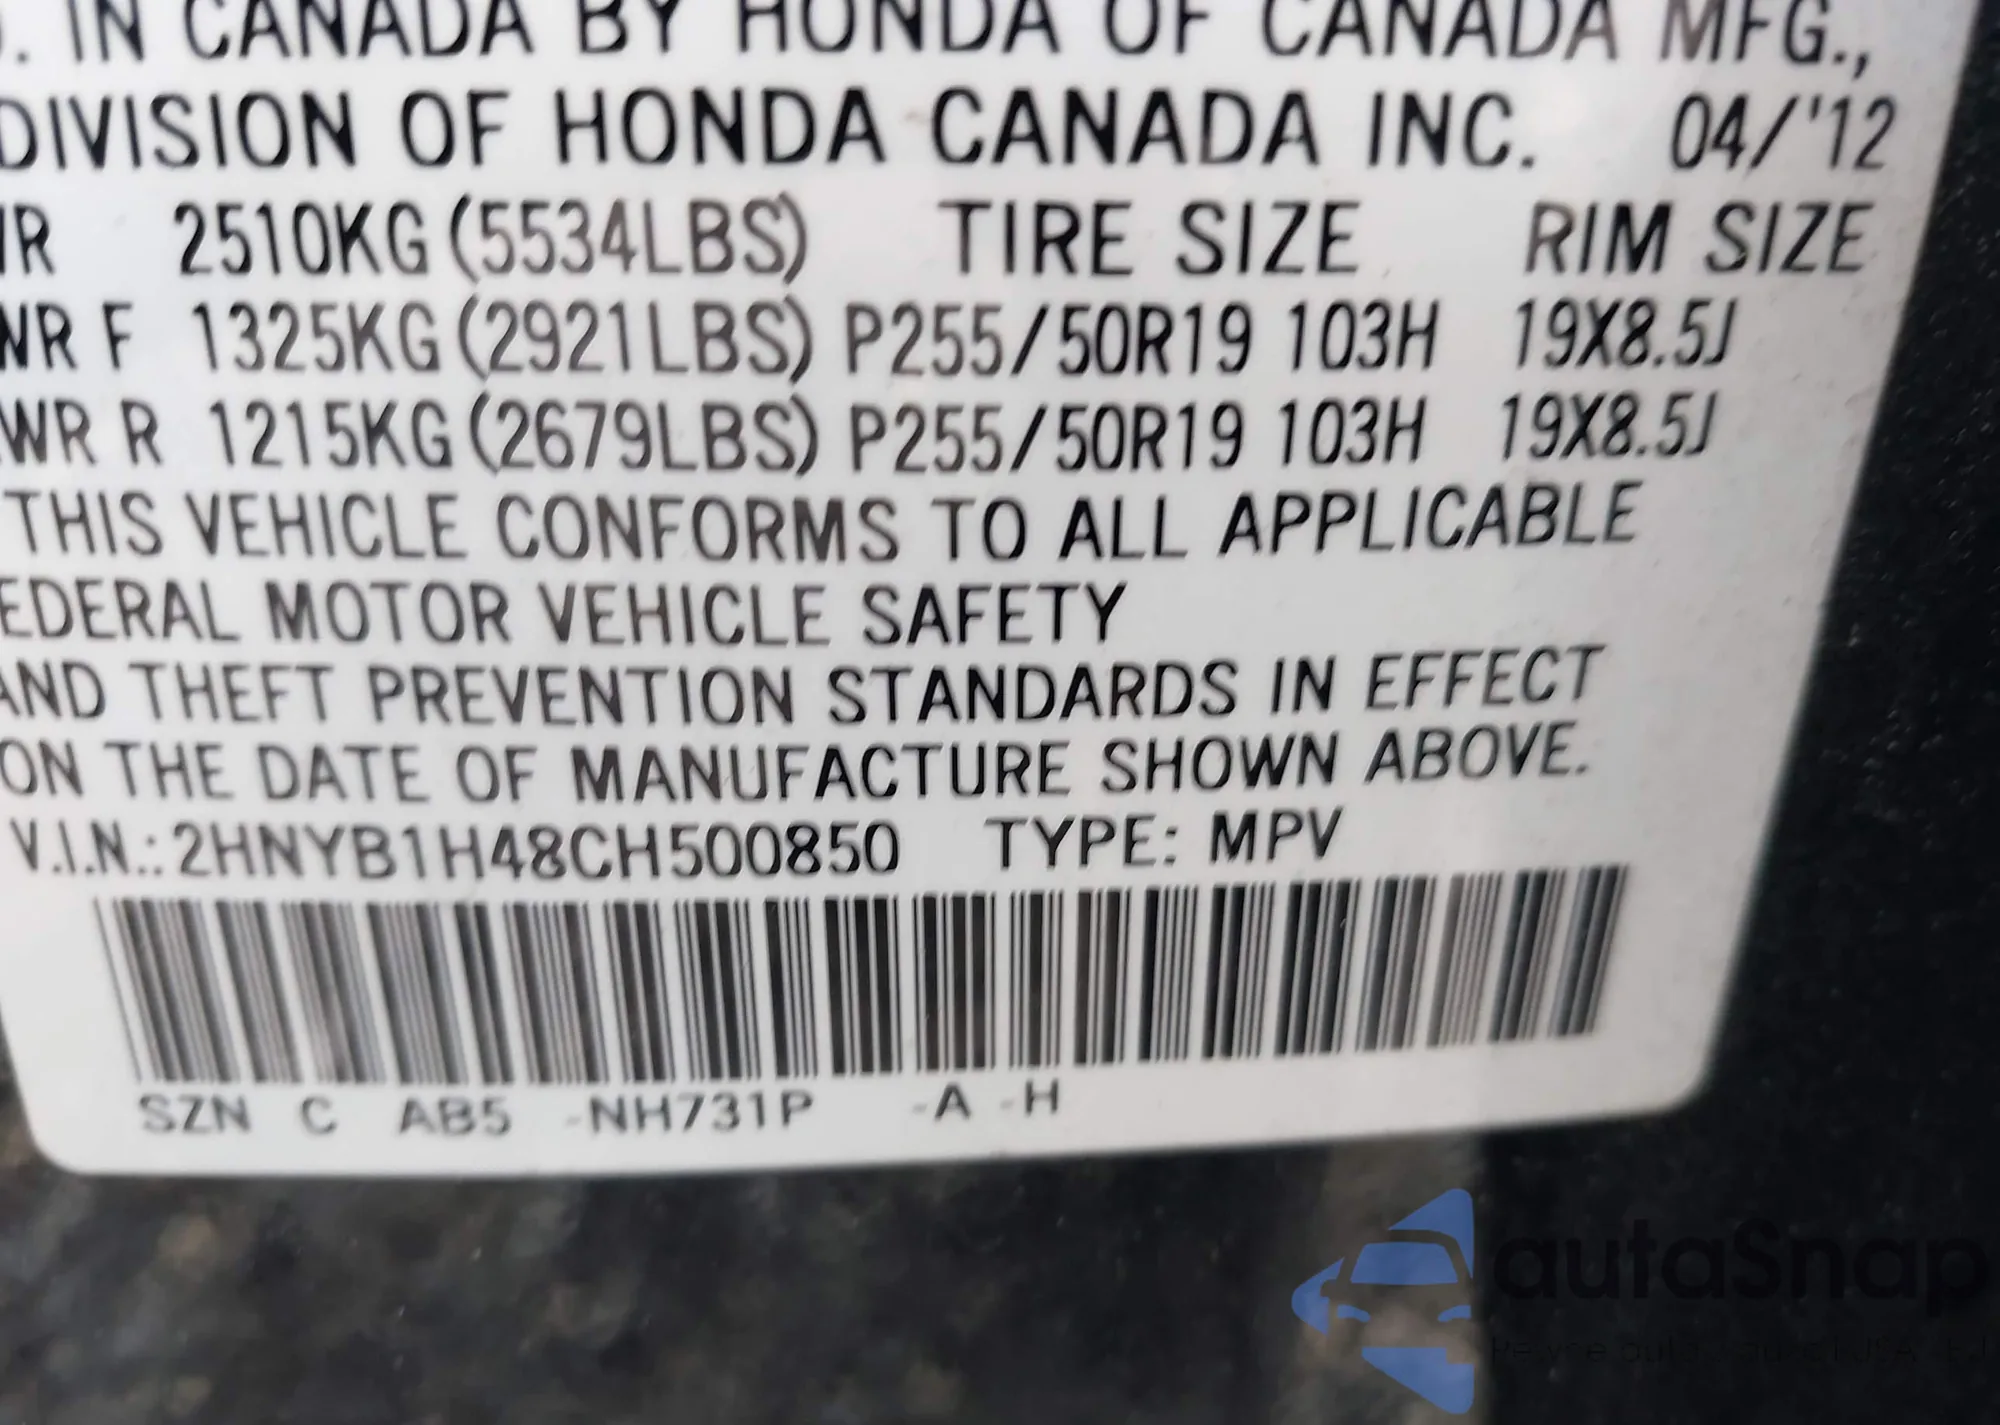 . IN CANADA BY HONDA OF CANADA MFG.,
DIVISION OF HONDA CANADA INC. 04/'12
WR 2510KG (5534LBS) TIRE SIZE RIM SIZE
WR F 1325KG (2921LBS) P255/50R19 103H 19X8.5J
WR R 1215KG (2679LBS) P255/50R19 103H 19X8.5J
THIS VEHICLE CONFORMS TO ALL APPLICABLE
EDERAL MOTOR VEHICLE SAFETY
AND THEFT PREVENTION STANDARDS IN EFFECT
ON THE DATE OF MANUFACTURE SHOWN ABOVE.
V.I.N.: 2HNYB1H48CH500850 TYPE: MPV
SZN C AB5 -NH731P -A -H
autaSnap